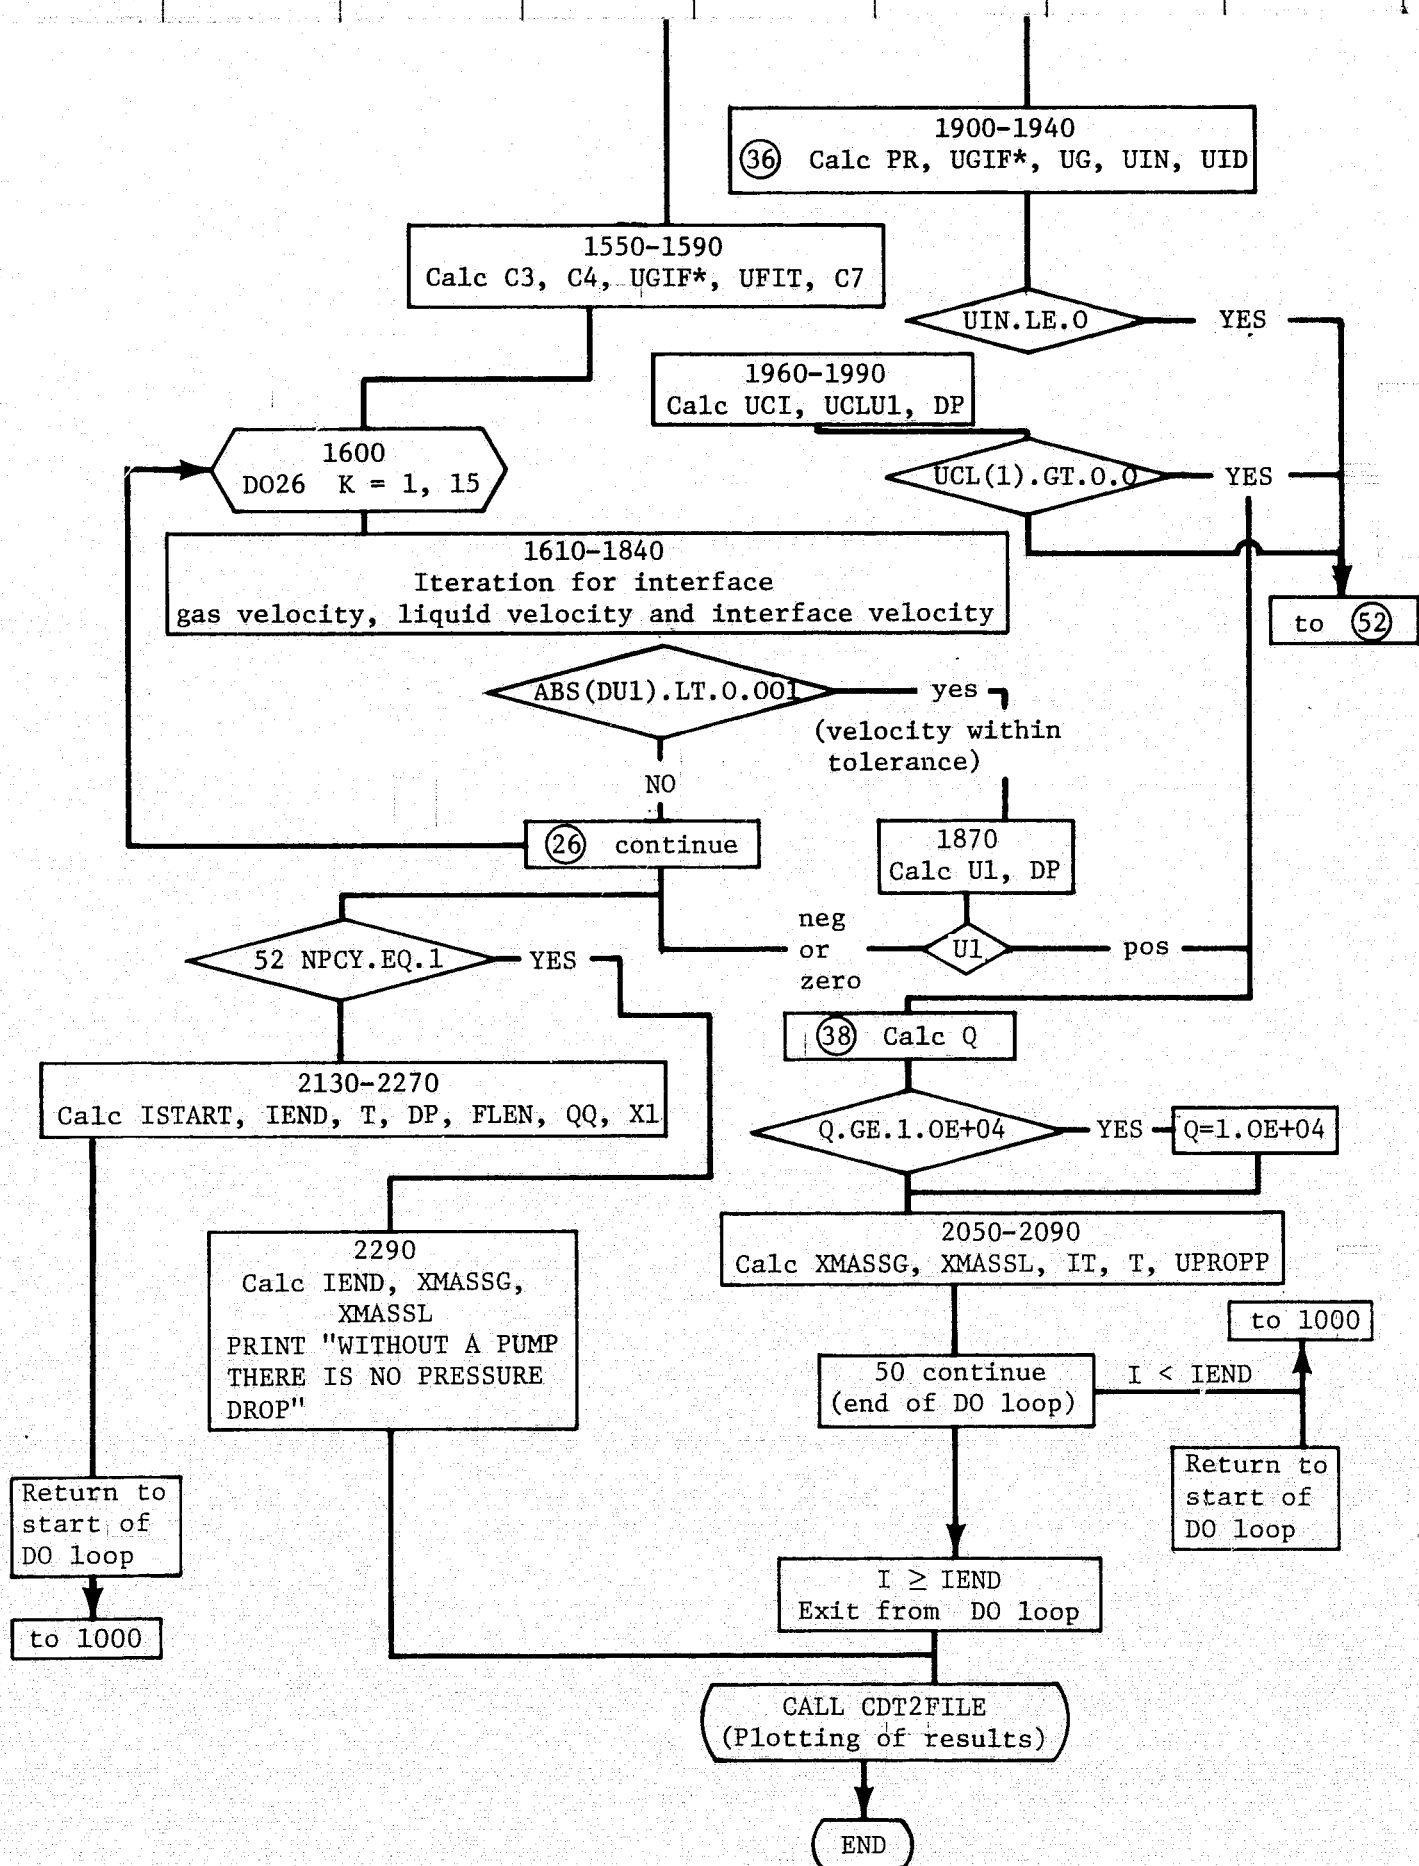 1900-1940
36 Calc PR, UGIF*, UG, UIN, UID
1550-1590
Calc C3, C4, UGIF*, UFIT, C7
UIN.LE.0
YES
1960-1990
Calc UCI, UCLU1, DP
1600
DO26 K = 1, 15
UCL(1).GT.0.0
YES
1610-1840
Iteration for interface
gas velocity, liquid velocity and interface velocity
to 52
ABS(DU1).LT.0.001
yes
(velocity within
tolerance)
NO
26 continue
1870
Calc U1, DP
neg
or
zero
U1
pos
52 NPCY.EQ.1
YES
38 Calc Q
2130-2270
Calc ISTART, IEND, T, DP, FLEN, QQ, X1
Q.GE.1.0E+04
YES
Q=1.0E+04
2290
Calc IEND, XMASSG,
XMASSL
PRINT "WITHOUT A PUMP
THERE IS NO PRESSURE
DROP"
2050-2090
Calc XMASSG, XMASSL, IT, T, UPROPP
to 1000
50 continue
(end of DO loop)
I < IEND
Return to
start of
DO loop
Return to
start of
DO loop
to 1000
I ≥ IEND
Exit from DO loop
CALL CDT2FILE
(Plotting of results)
END